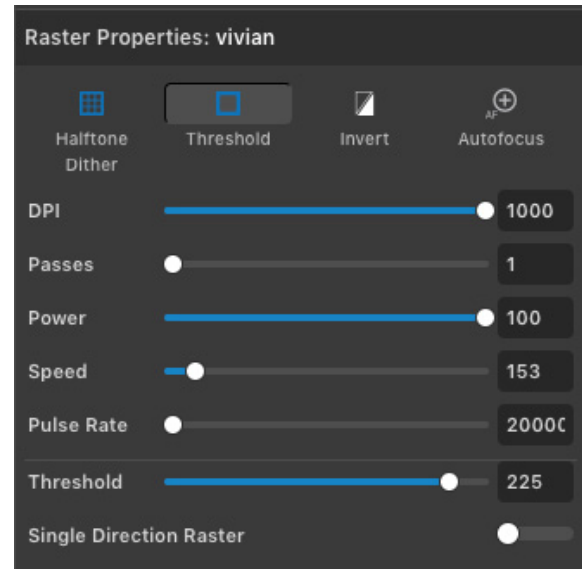 Raster Properties: vivian
AF
Halftone Dither
Threshold
Invert
Autofocus
DPI 1000
Passes 1
Power 100
Speed 153
Pulse Rate 20000
Threshold 225
Single Direction Raster